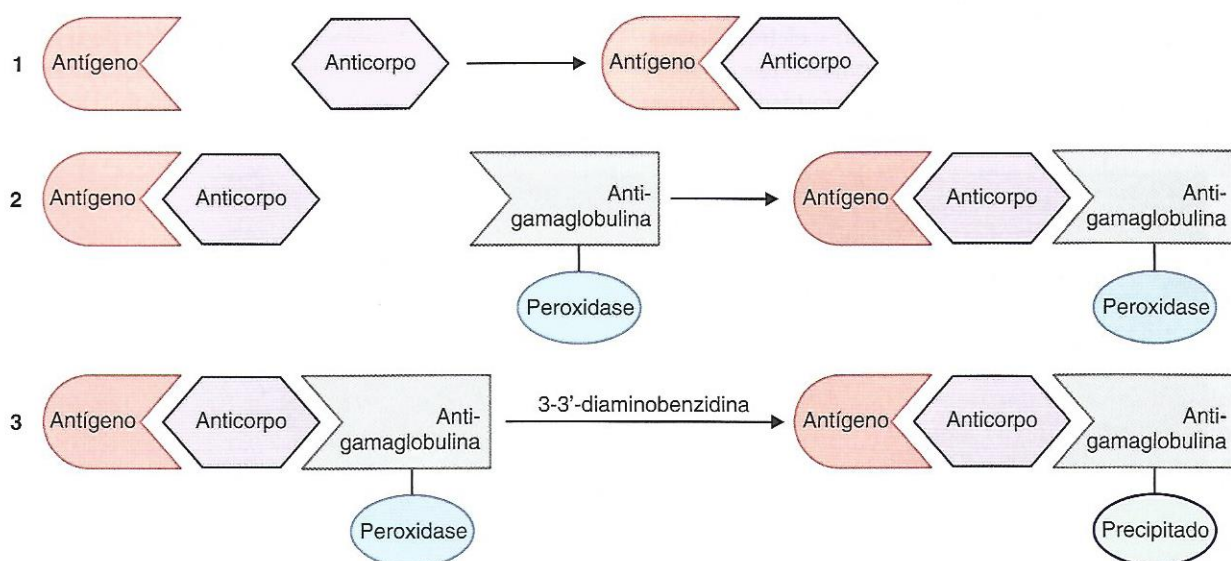 1 Antígeno Anticorpo Antígeno Anticorpo
2 Antígeno Anticorpo Anti-
gamaglobulina Antígeno Anticorpo Anti-
gamaglobulina
Peroxidase Peroxidase
3 Antígeno Anticorpo Anti-
gamaglobulina 3-3'-diaminobenzidina Antígeno Anticorpo Anti-
gamaglobulina
Peroxidase Precipitado